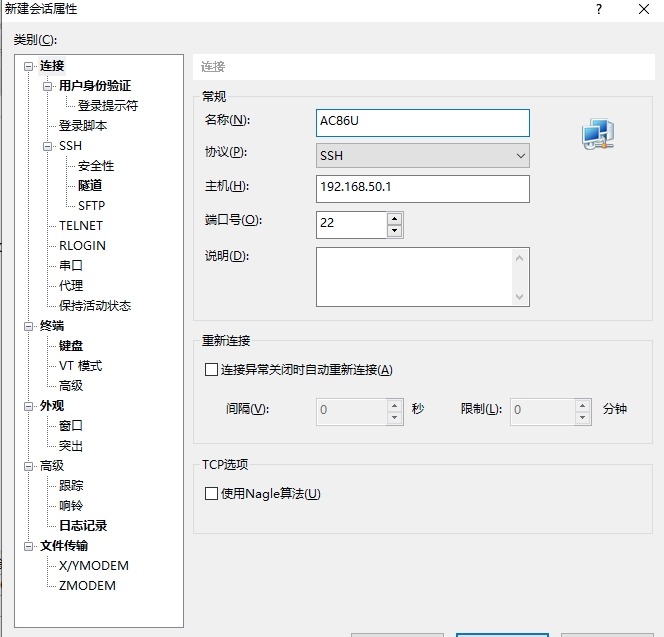 新建会话属性
?
类别(C):
连接
用户身份验证
登录提示符
登录脚本
SSH
安全性
隧道
SFTP
TELNET
RLOGIN
串口
代理
保持活动状态
终端
键盘
VT 模式
高级
外观
窗口
突出
高级
跟踪
响铃
日志记录
文件传输
X/YMODEM
ZMODEM
连接
常规
名称(N):
AC86U
协议(P):
SSH
主机(H):
192.168.50.1
端口号(O):
22
说明(D):
重新连接
连接异常关闭时自动重新连接(A)
间隔(V):
0
秒
限制(L):
0
分钟
TCP选项
使用Nagle算法(U)